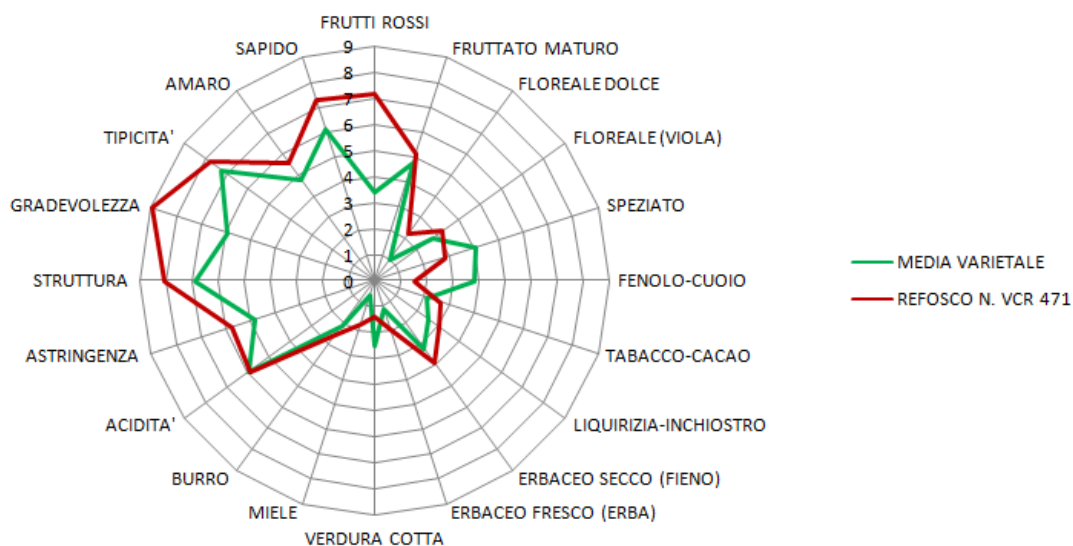 FRUTTI ROSSI
FRUTTATO MATURO
FLOREALE DOLCE
FLOREALE (VIOLA)
SPEZIATO
FENOLO-CUOIO
TABACCO-CACAO
LIQUIRIZIA-INCHIOSTRO
ERBACEO SECCO (FIENO)
ERBACEO FRESCO (ERBA)
VERDURA COTTA
MIELE
BURRO
ACIDITA'
ASTRINGENZA
STRUTTURA
GRADEVOLEZZA
TIPICITA'
AMARO
SAPIDO
9
8
7
6
5
4
3
2
1
0
MEDIA VARIETALE
REFOSCO N. VCR 471